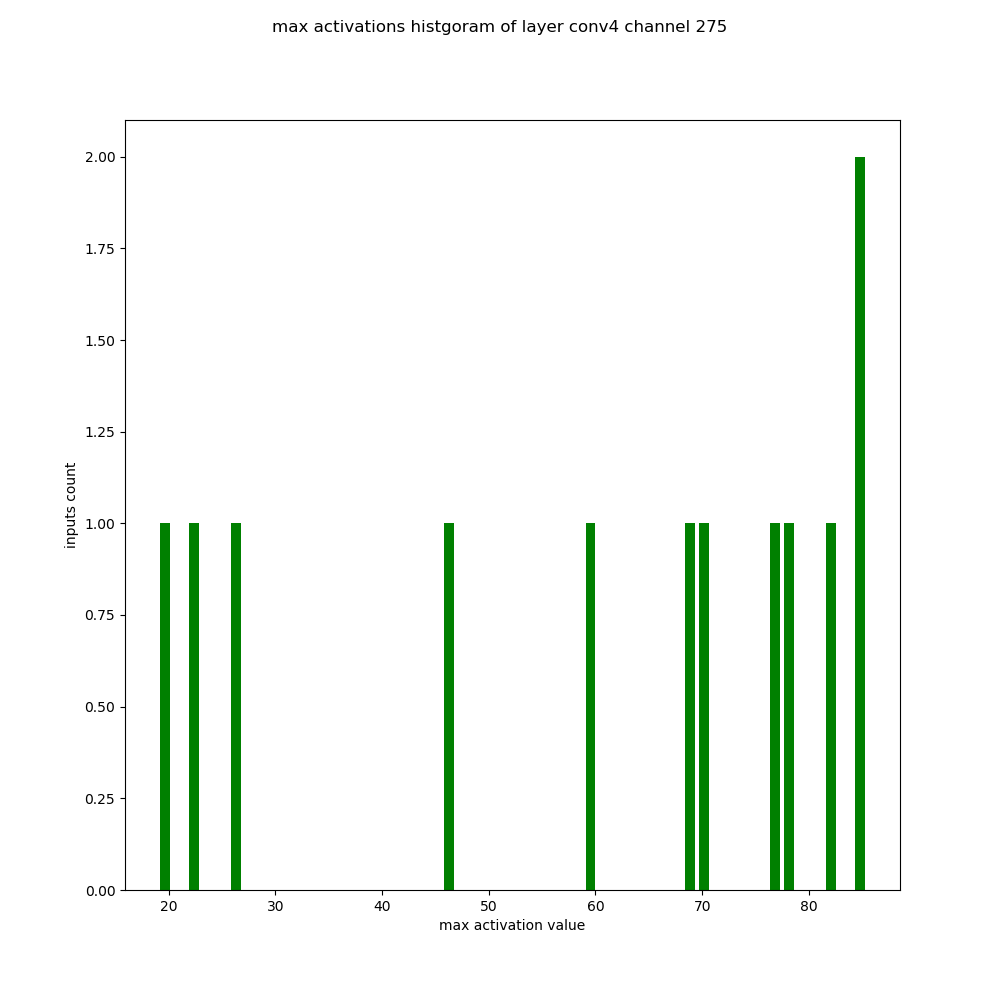 max activations histgoram of layer conv4 channel 275
2.00
1.75
1.50
1.25
1.00
0.75
0.50
0.25
0.00
inputs count
20 30 40 50 60 70 80
max activation value